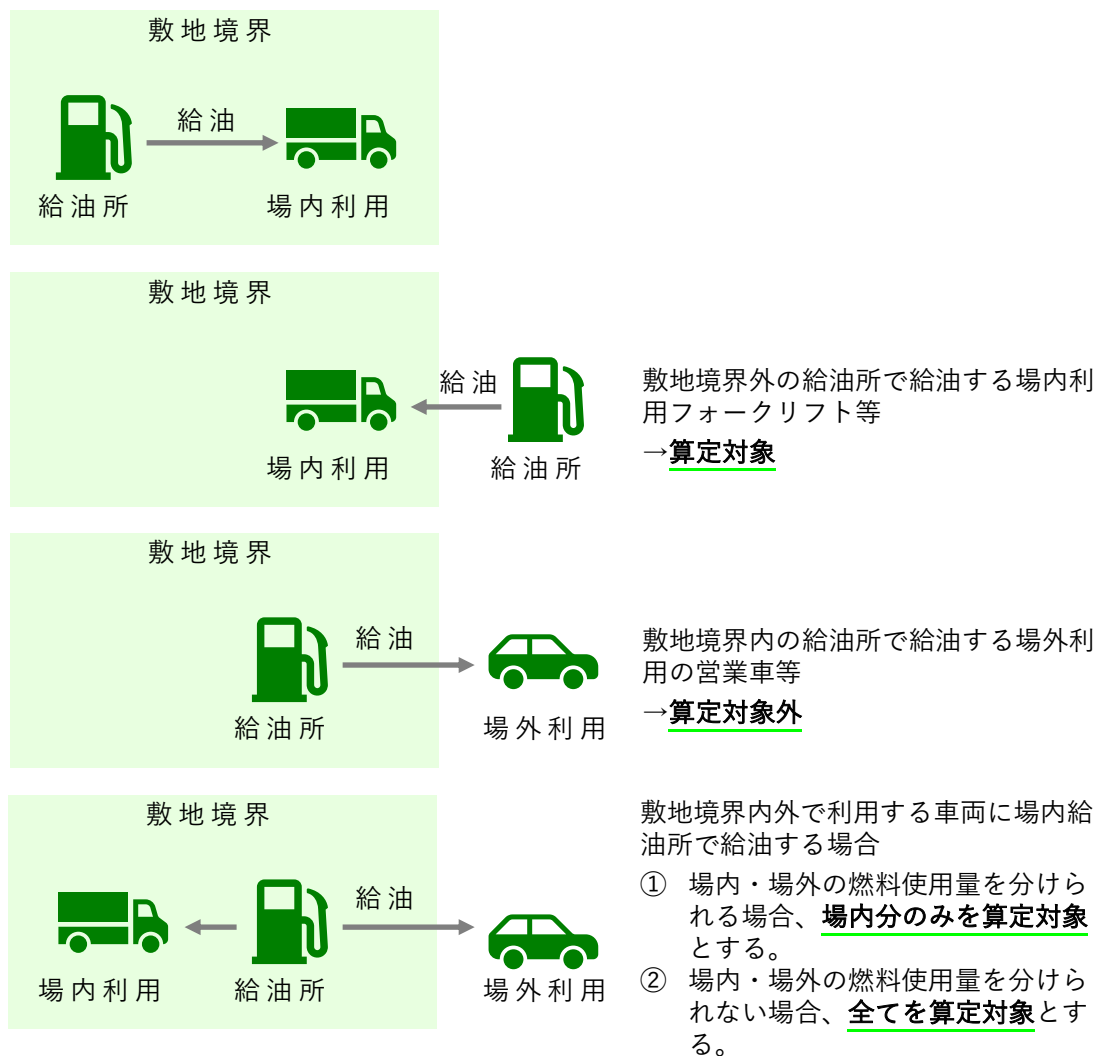 敷地境界
給油
給油所
場内利用
敷地境界
給油
場内利用
給油所
敷地境界外の給油所で給油する場内利
用フォークリフト等
→算定対象
敷地境界
給油
給油所
場外利用
敷地境界内の給油所で給油する場外利
用の営業車等
→算定対象外
敷地境界
給油
場内利用
給油所
場外利用
敷地境界内外で利用する車両に場内給
油所で給油する場合
① 場内・場外の燃料使用量を分けら
れる場合、場内分のみを算定対象
とする。
② 場内・場外の燃料使用量を分けら
れない場合、全てを算定対象とす
る。